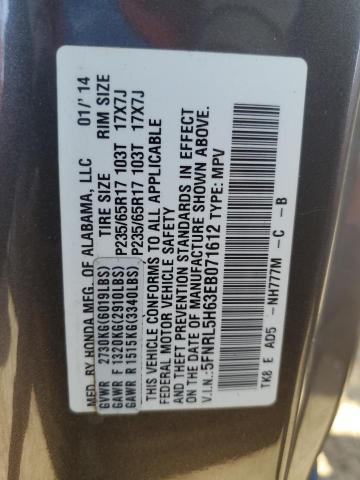 MFD. BY HONDA MFG. OF ALABAMA, LLC 01/'14
TIRE SIZE RIM SIZE
GVWR 2730KG(6019LBS)
GAWR F 1320KG(2910LBS) P235/65R17 103T 17X7J
GAWR R 1515KG(3340LBS) P235/65R17 103T 17X7J
THIS VEHICLE CONFORMS TO ALL APPLICABLE
FEDERAL MOTOR VEHICLE SAFETY
AND THEFT PREVENTION STANDARDS IN EFFECT
ON THE DATE OF MANUFACTURE SHOWN ABOVE.
V.I.N.:5FNRL5H63EB071612 TYPE: MPV
TK8 E AD5 -NH777M -C -B